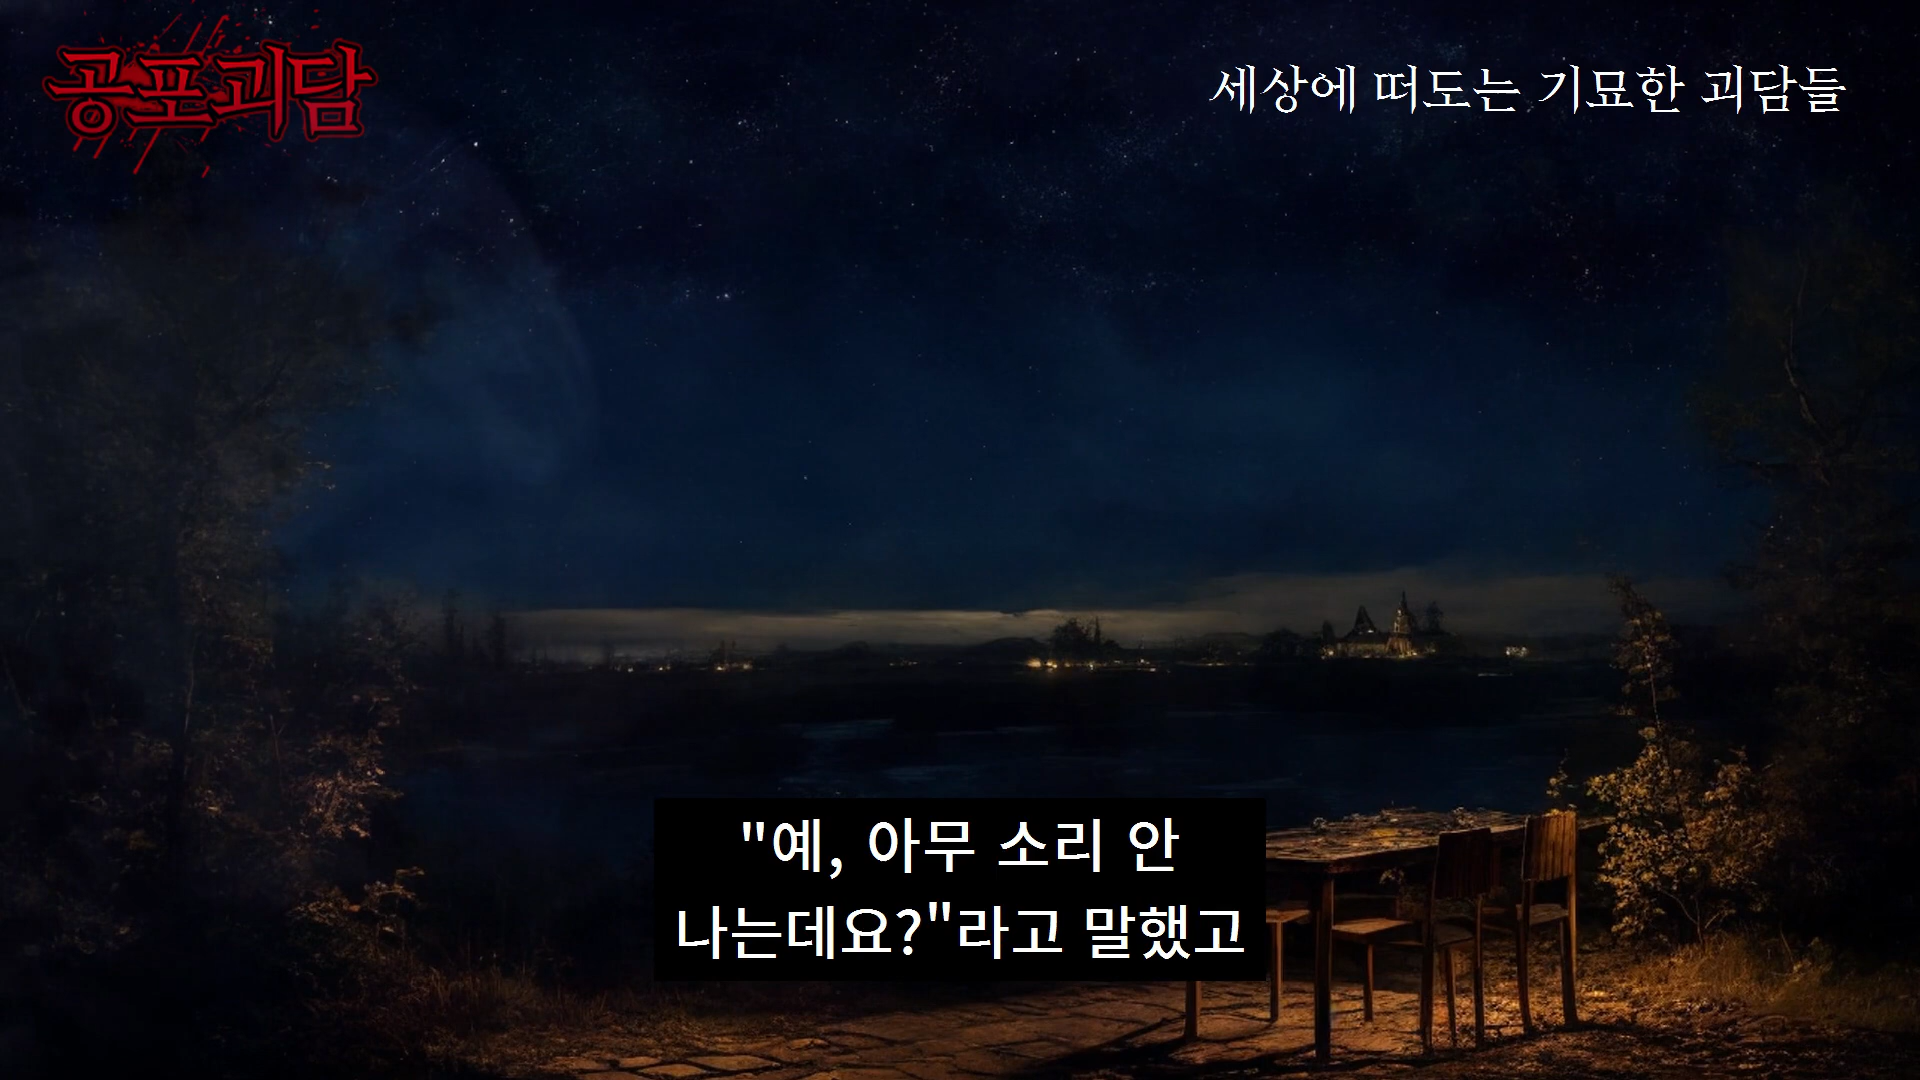 공포괴담
세상에 떠도는 기묘한 괴담들
"예, 아무 소리 안
나는데요?"라고 말했고